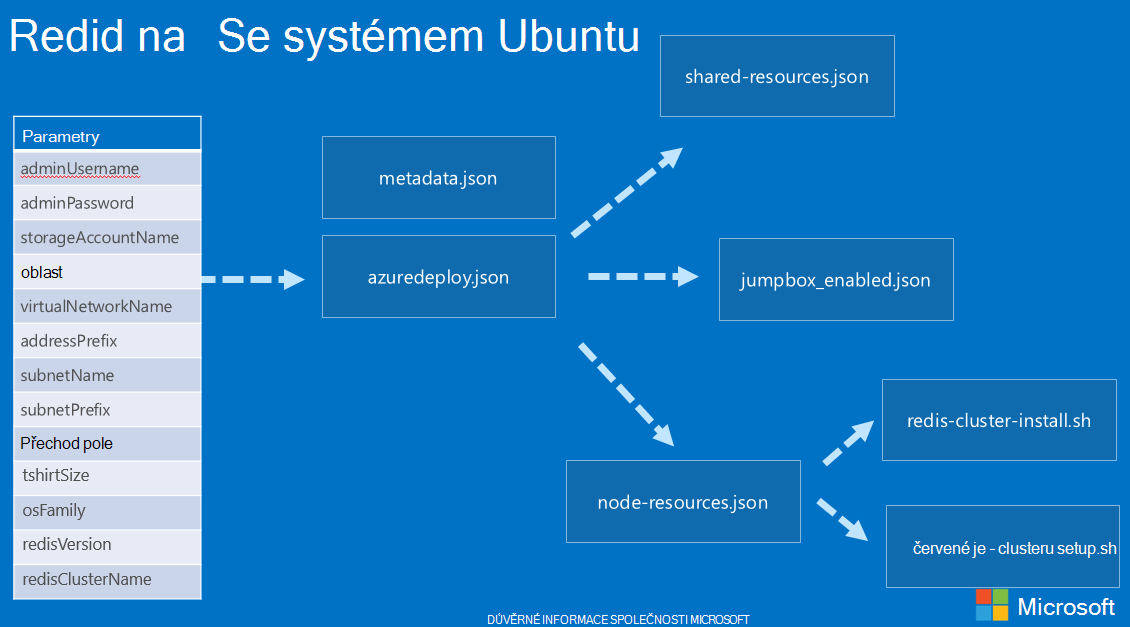 Redid na Se systémem Ubuntu
shared-resources.json
Parametry
adminUsername
adminPassword
storageAccountName
oblast
virtualNetworkName
addressPrefix
subnetName
subnetPrefix
Přechod pole
tshirtSize
osFamily
redisVersion
redisClusterName
metadata.json
azuredeploy.json
jumpbox_enabled.json
node-resources.json
redis-cluster-install.sh
červené je - clusteru setup.sh
Microsoft
DŮVĚRNÉ INFORMACE SPOLEČNOSTI MICROSOFT